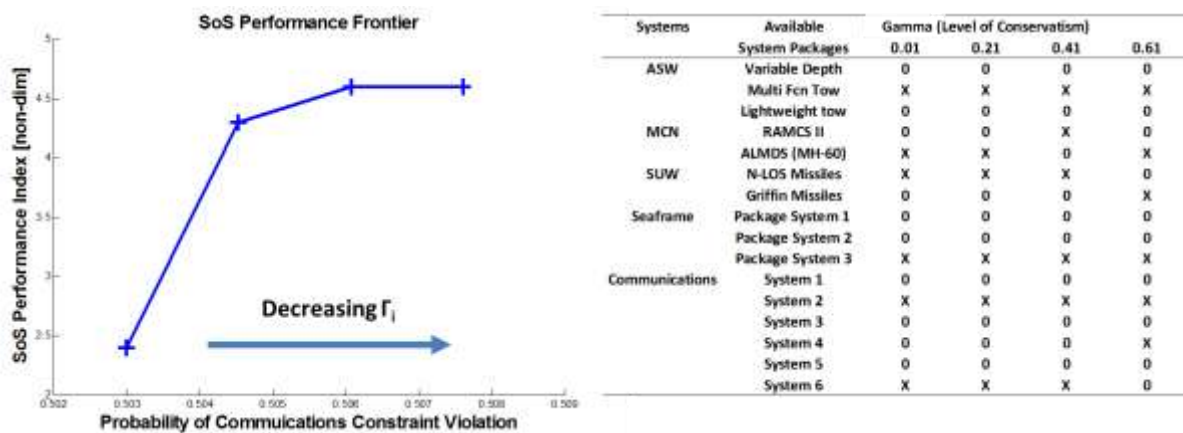 SoS Performance Frontier
SoS Performance Index [non-dim]
5
4.5
4
3.5
3
2.5
2
Decreasing Γi
0.502 0.503 0.504 0.505 0.506 0.507 0.508 0.509
Probability of Commuications Constraint Violation
Systems Available Gamma (Level of Conservatism)
System Packages 0.01 0.21 0.41 0.61
ASW Variable Depth 0 0 0 0
Multi Fcn Tow X X X X
Lightweight tow 0 0 0 0
MCN RAMCS II 0 0 X 0
ALMDS (MH-60) X X 0 X
SUW N-LOS Missiles X X X 0
Griffin Missiles 0 0 0 X
Seaframe Package System 1 0 0 0 0
Package System 2 0 0 0 0
Package System 3 X X X X
Communications System 1 0 0 0 0
System 2 X X X X
System 3 0 0 0 0
System 4 0 0 0 X
System 5 0 0 0 0
System 6 X X X 0